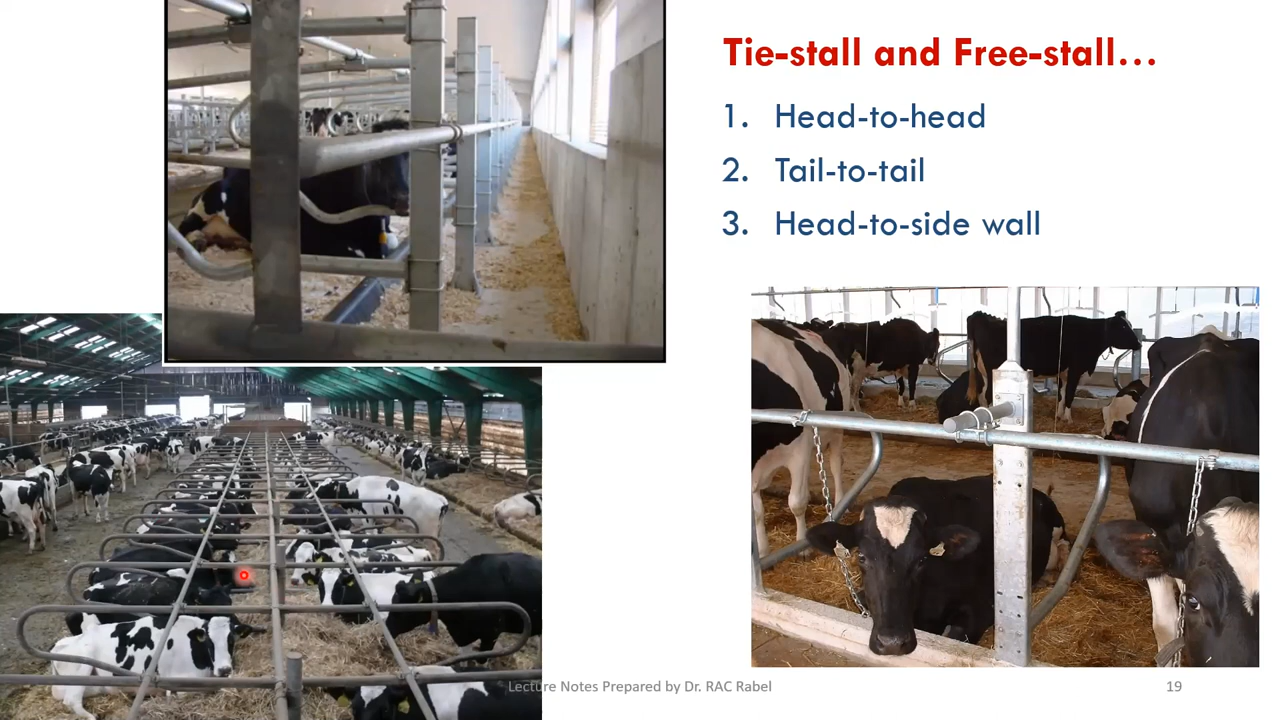 Tie-stall and Free-stall...
1. Head-to-head
2. Tail-to-tail
3. Head-to-side wall
Lecture Notes Prepared by Dr. RAC Rabel
19